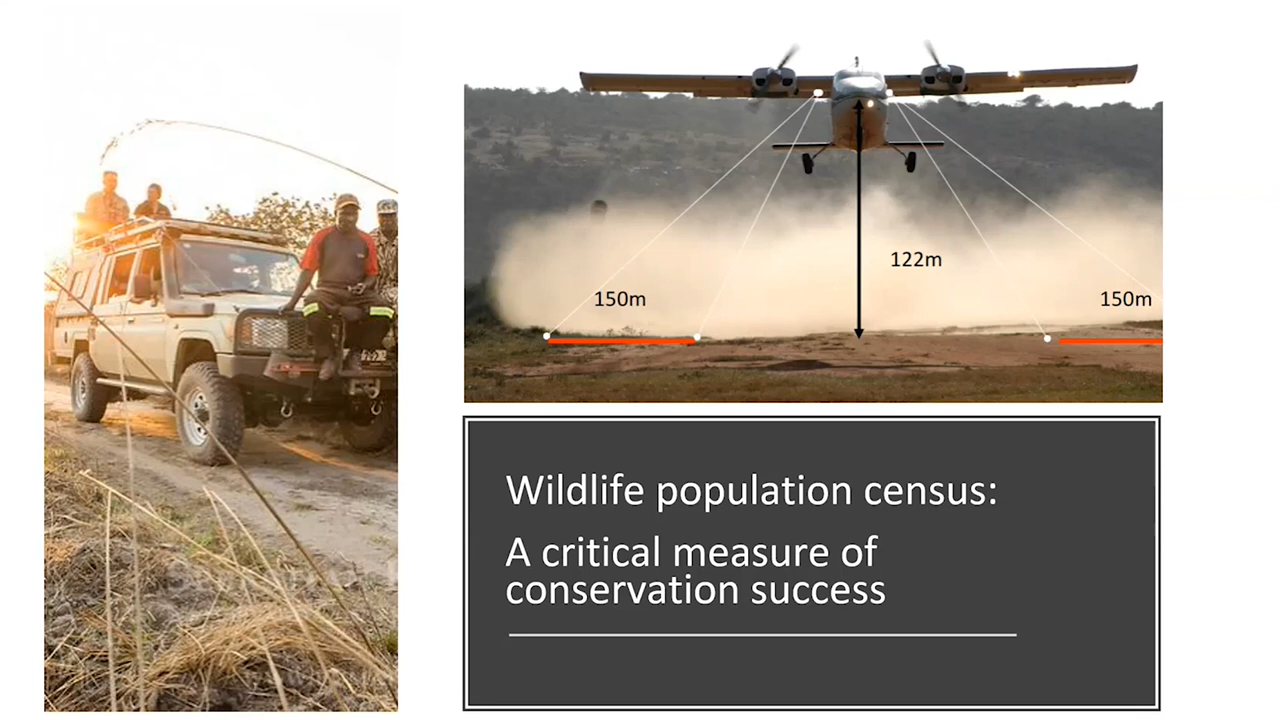 122m
150m
150m
Wildlife population census:
A critical measure of
conservation success